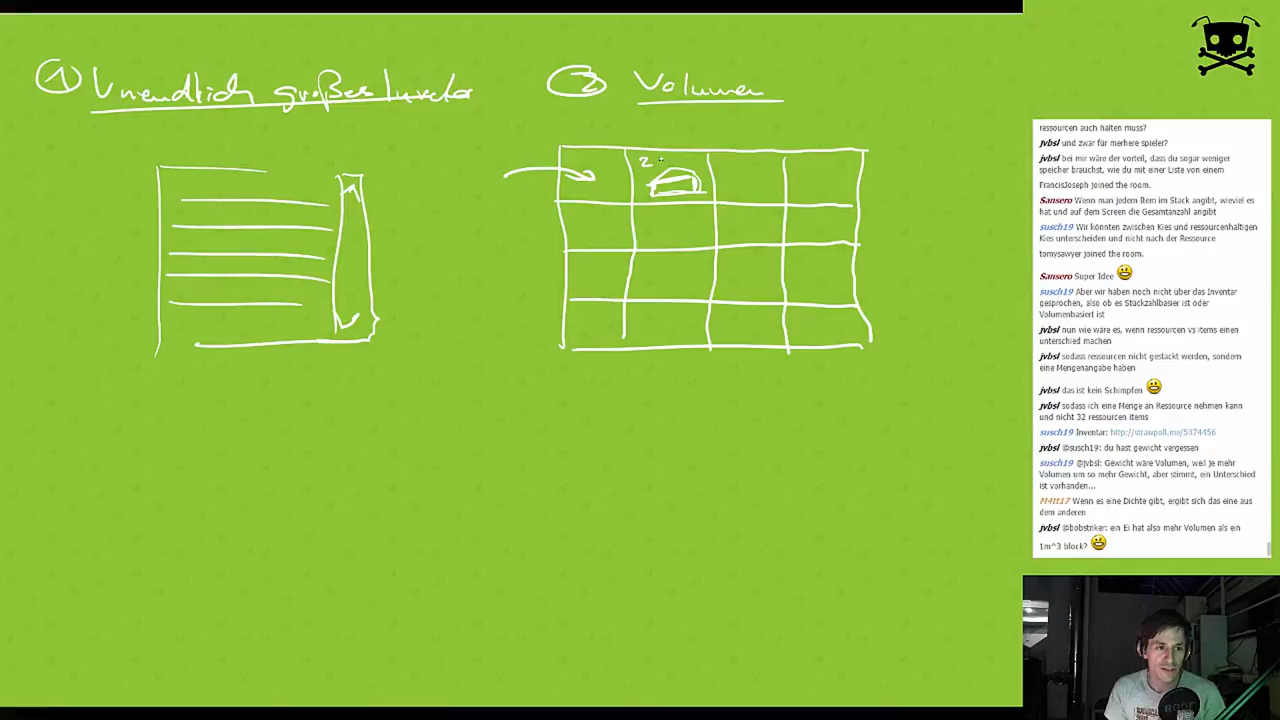 ① Unendlich großes
② Volumen
2
ressourcen auch halten muss?
jvbsl und zwar für merhere spieler?
jvbsl bei mir wäre der vorteil, dass du sogar weniger
speicher brauchst, wie du mit einer Liste von einem
FrancisJoseph joined the room.
Sansero Wenn man jedem Item im Stack angibt, wieviel es
hat und auf dem Screen die Gesamtanzahl angibt
susch19 Wir könnten zwischen Kies und ressourcenhaltigen
Kies unterscheiden und nicht nach der Ressource
tomysawyer joined the room.
Sansero Super Idee 😀
susch19 Aber wir haben noch nicht über das Inventar
gesprochen, also ob es Stückzahlbasier ist oder
Volumenbasiert ist
jvbsl nun wie wäre es, wenn ressourcen vs items einen
unterschied machen
jvbsl sodass ressourcen nicht gestackt werden, sondern
eine Mengenangabe haben
jvbsl das ist kein Schimpfen 😀
jvbsl sodass ich eine Menge an Ressource nehmen kann
und nicht 32 ressourcen items
susch19 Inventar: http://strawpoll.me/5074456
jvbsl @susch19: du hast gewicht vergessen
susch19 @jvbsl: Gewicht wäre Volumen, weil je mehr
Volumen um so mehr Gewicht, aber stimmt, ein Unterschied
ist vorhanden...
M4tt17 Wenn es eine Dichte gibt, ergibt sich das eine aus
dem anderen
jvbsl @bobstriker: ein Ei hat also mehr Volumen als ein
1m^3 block? 😀